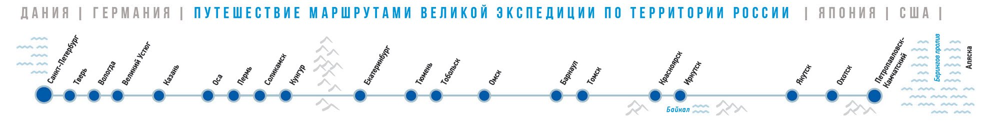 ДАНИЯ | ГЕРМАНИЯ | ПУТЕШЕСТВИЕ МАРШРУТАМИ ВЕЛИКОЙ ЭКСПЕДИЦИИ ПО ТЕРРИТОРИИ РОССИИ | ЯПОНИЯ | США |
Санкт-Петербург
Тверь
Вологда
Великий Устюг
Казань
Оса
Пермь
Соликамск
Кунгур
Екатеринбург
Тюмень
Тобольск
Омск
Барнаул
Томск
Красноярск
Иркутск
Байкал
Якутск
Охотск
Петропавловск-
Камчатский
Берингов пролив
Аляска